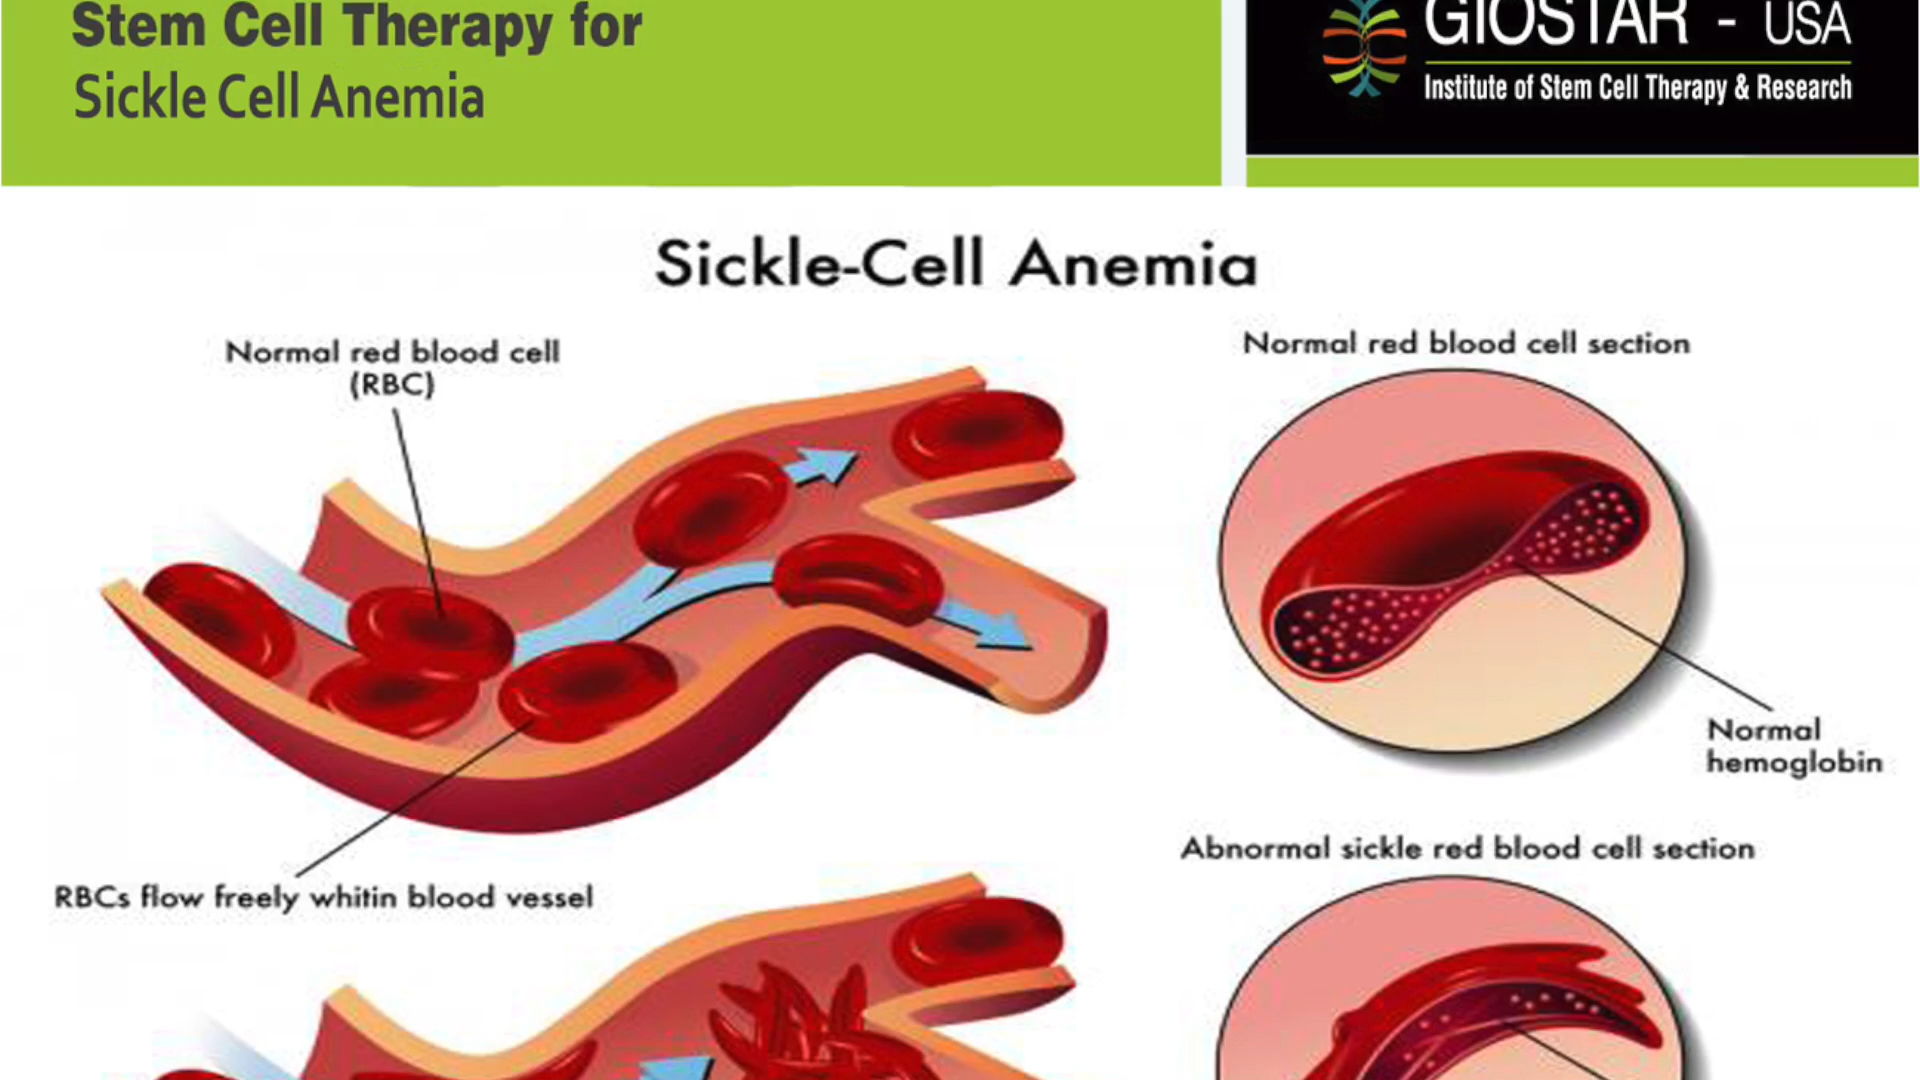 Stem Cell Therapy for
Sickle Cell Anemia
GIOSTAR - USA
Institute of Stem Cell Therapy & Research
Sickle-Cell Anemia
Normal red blood cell
(RBC)
Normal red blood cell section
Normal
hemoglobin
RBCs flow freely whitin blood vessel
Abnormal sickle red blood cell section